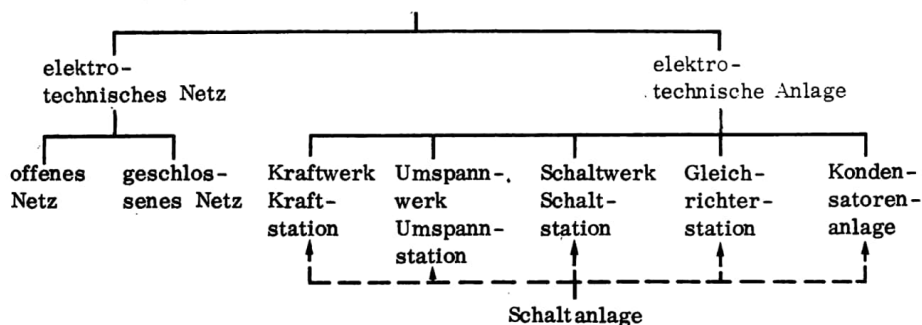 elektro-
technisches Netz
elektro-
technische Anlage
offenes
Netz
geschlos-
senes Netz
Kraftwerk
Kraft-
station
Umspann-
werk
Umspann-
station
Schaltwerk
Schalt-
station
Gleich-
richter-
station
Konden-
satoren-
anlage
Schaltanlage